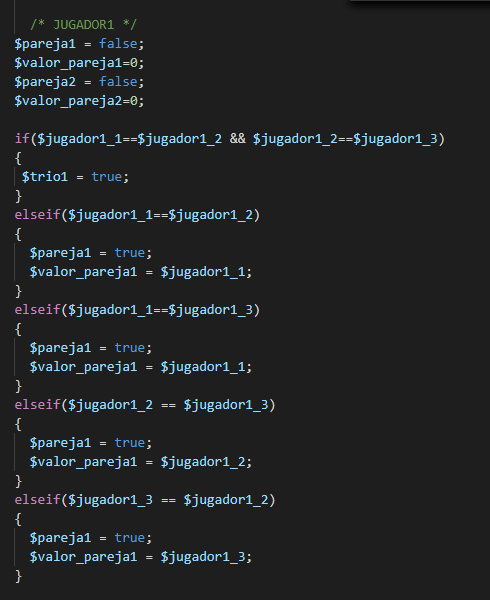 /* JUGADOR1 */
$pareja1 = false;
$valor_pareja1=0;
$pareja2 = false;
$valor_pareja2=0;
if($jugador1_1==$jugador1_2 && $jugador1_2==$jugador1_3)
{
$trio1 = true;
}
elseif($jugador1_1==$jugador1_2)
{
$pareja1 = true;
$valor_pareja1 = $jugador1_1;
}
elseif($jugador1_1==$jugador1_3)
{
$pareja1 = true;
$valor_pareja1 = $jugador1_1;
}
elseif($jugador1_2 == $jugador1_3)
{
$pareja1 = true;
$valor_pareja1 = $jugador1_2;
}
elseif($jugador1_3 == $jugador1_2)
{
$pareja1 = true;
$valor_pareja1 = $jugador1_3;
}